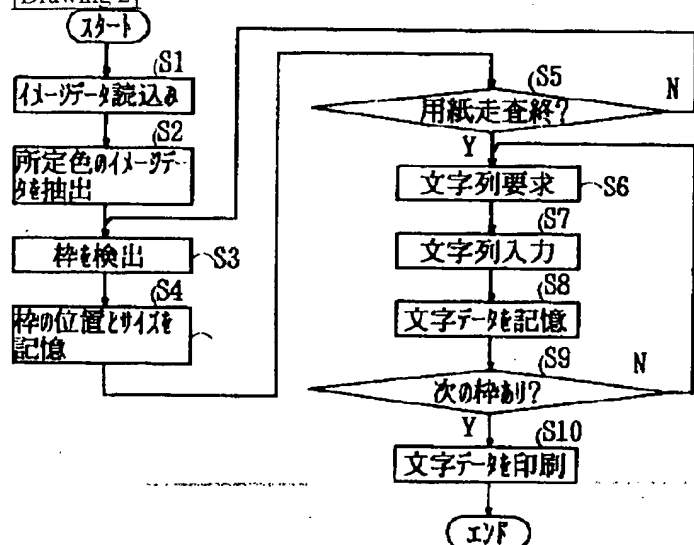 Drawing 2]
スタート
S1
イメージデータ読込み
S2
所定色のイメージデー
タを抽出
枠を検出
S3
S4
枠の位置とサイズを
記憶
S5
用紙走査終?
N
Y
文字列要求
S6
S7
文字列入力
S8
文字データを記憶
S9
次の枠あり?
N
Y
S10
文字データを印刷
エンド